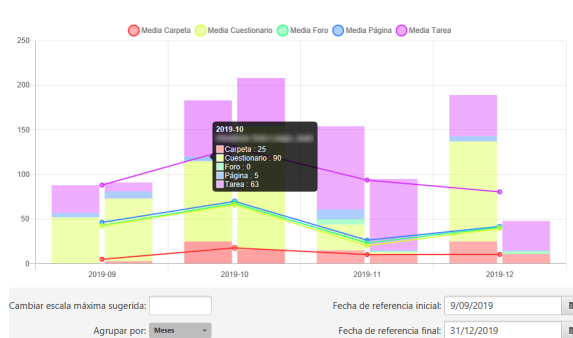 Media Carpeta Media Cuestionario Media Foro Media Página Media Tarea
250
200
150
100
50
0
2019-10
Carpeta : 25
Cuestionario : 90
Foro : 0
Página : 5
Tarea : 63
2019-09 2019-10 2019-11 2019-12
Cambiar escala máxima sugerida: Fecha de referencia inicial: 9/09/2019
Agrupar por: Meses Fecha de referencia final: 31/12/2019